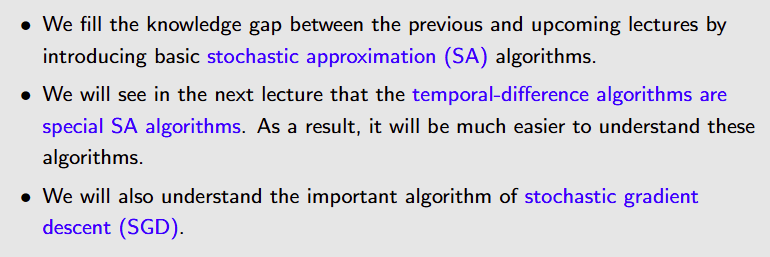 • We fill the knowledge gap between the previous and upcoming lectures by
introducing basic stochastic approximation (SA) algorithms.
• We will see in the next lecture that the temporal-difference algorithms are
special SA algorithms. As a result, it will be much easier to understand these
algorithms.
• We will also understand the important algorithm of stochastic gradient
descent (SGD).